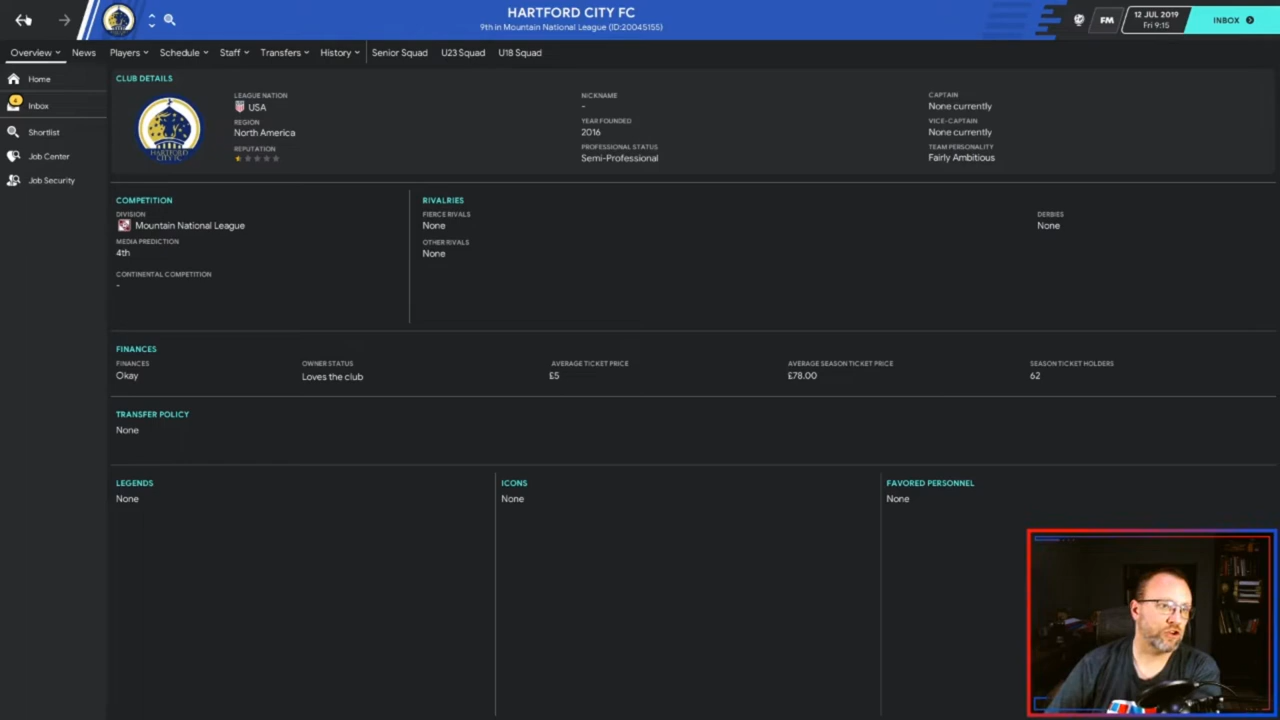 HARTFORD CITY FC
9th in Mountain National League (ID:20045155)
FM
12 JUL 2019
Fri 9:15
INBOX
Overview
News
Players
Schedule
Staff
Transfers
History
Senior Squad
U23 Squad
U18 Squad
Home
Inbox
Shortlist
Job Center
Job Security
CLUB DETAILS
HARTFORD
CITY FC
LEAGUE NATION
USA
REGION
North America
REPUTATION
NICKNAME
-
YEAR FOUNDED
2016
PROFESSIONAL STATUS
Semi-Professional
CAPTAIN
None currently
VICE-CAPTAIN
None currently
TEAM PERSONALITY
Fairly Ambitious
COMPETITION
DIVISION
Mountain National League
MEDIA PREDICTION
4th
CONTINENTAL COMPETITION
-
RIVALRIES
FIERCE RIVALS
None
OTHER RIVALS
None
DERBIES
None
FINANCES
FINANCES
Okay
OWNER STATUS
Loves the club
AVERAGE TICKET PRICE
£5
AVERAGE SEASON TICKET PRICE
£78.00
SEASON TICKET HOLDERS
62
TRANSFER POLICY
None
LEGENDS
None
ICONS
None
FAVORED PERSONNEL
None